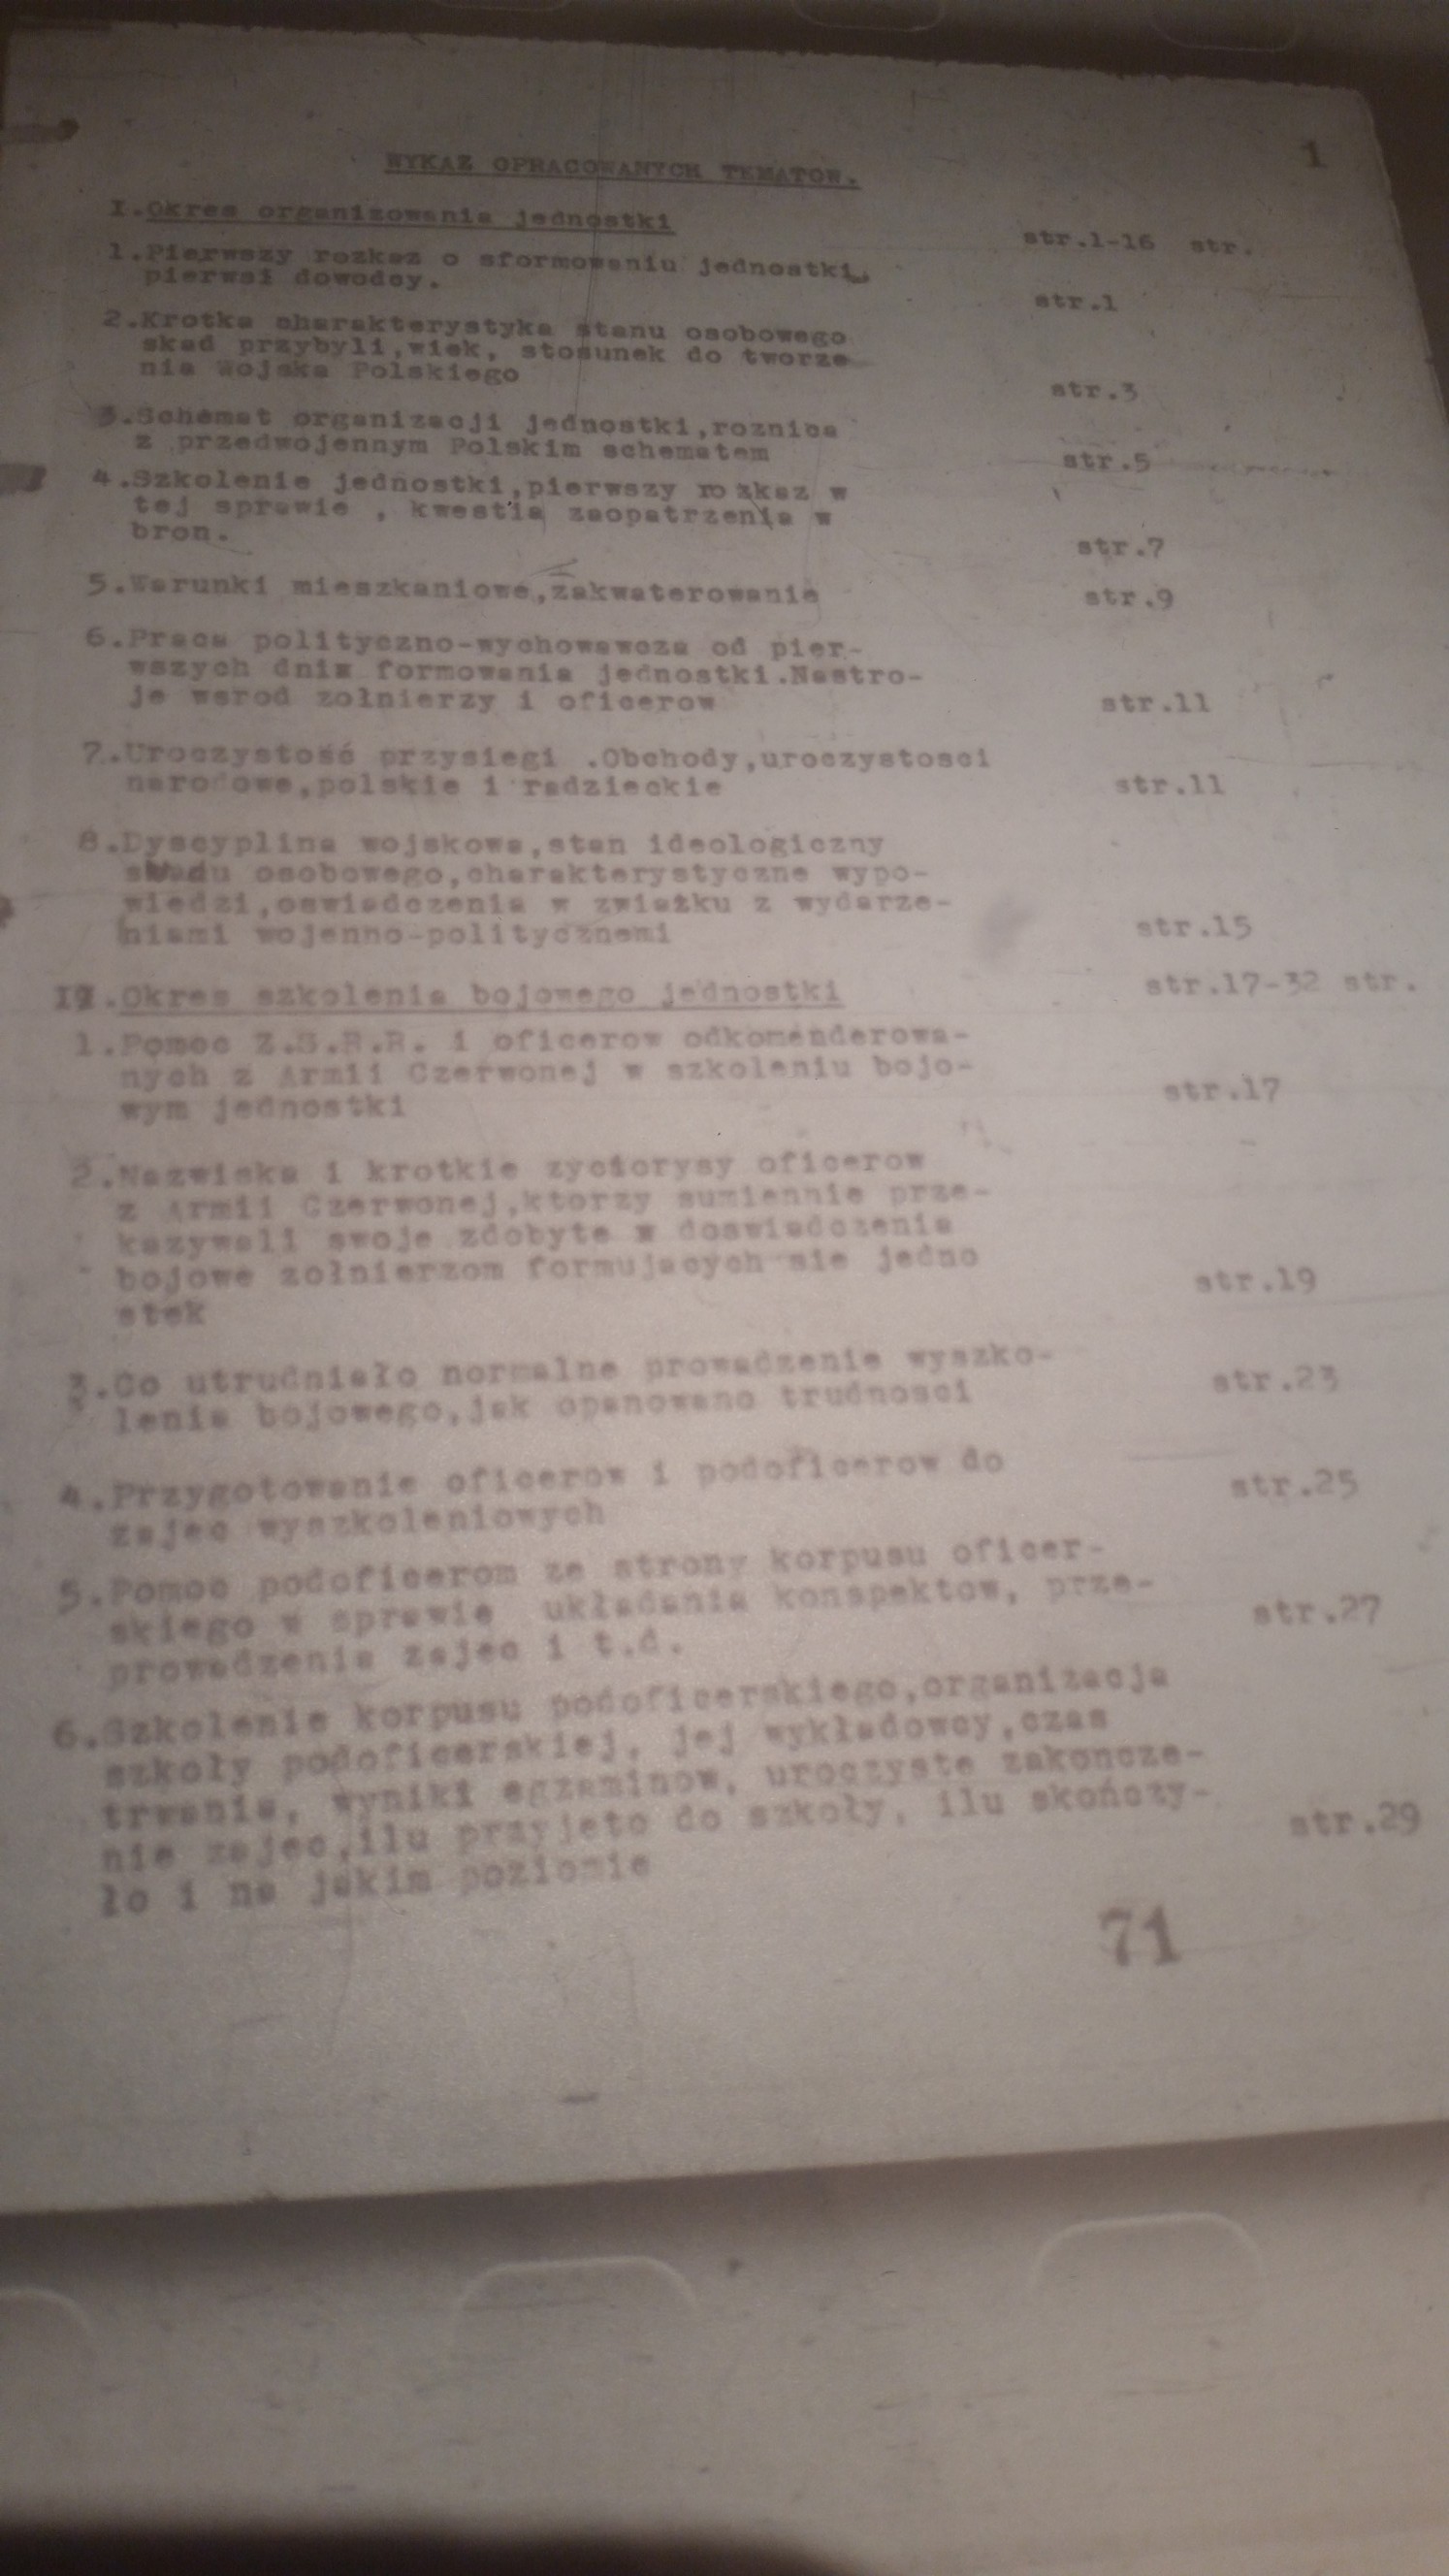 1
WYKAZ OPRACOWANYCH TEMATOW.
I.Okres organizowania jednostki str.1-16 str.
1.Pierwszy rozkaz o sformowaniu jednostki,
pierwsi dowodcy. str.1
2.Krotka charakterystyka stanu osobowego
skad przybyli,wiek, stosunek do tworze
nia Wojska Polskiego str.3
3.Schemat organizacji jednostki,roznica
z przedwojennym Polskim schematem str.5
4.Szkolenie jednostki,pierwszy rozkaz w
tej sprawie , kwestia zaopatrzenia w
bron. str.7
5.Warunki mieszkaniowe,zakwaterowanie str.9
6.Praca polityczno-wychowawcza od pier-
wszych dnix formowania jednostki.Nastro-
je wsrod zołnierzy i oficerow str.11
7.Uroczystość przysiegi .Obchody,uroczystosci
narodowe,polskie i radzieckie str.11
8.Dyscyplina wojskowa,stan ideologiczny
osobowego,charakterystyczne wypo-
wiedzi,oswiadczenia w zwiazku z wydarze-
niami wojenno-politycznemi str.15
.Okres szkolenia bojowego jednostki str.17-32 str.
1.Pomoc Z.S.R.R. i oficerow odkomenderowa-
nych z Armii Czerwonej w szkoleniu bojo-
wym jednostki str.17
2.Nazwiska i krotkie zyciorysy oficerow
z Armii Czerwonej,ktorzy sumiennie prze-
kazywali swoje zdobyte doswiadczenia
bojowe zołnierzom formujacych sie jedno
stek str.19
3.Co utrudniało normalne prowadzenie wyszko-
lenia bojowego,jak opanowano trudnosci str.23
4.Przygotowanie oficerow i podoficerow do
zajec wyszkoleniowych str.25
5.Pomoc podoficerom ze strony korpusu oficer-
skiego w sprawie układania konspektow, prze-
prowadzenia zajec i t.d. str.27
6.Szkolenie korpusu podoficerskiego,organizacja
szkoły podoficerskiej, jej wykładowcy,czas
trwania, wyniki egzaminow, uroczyste zakoncze-
nie zajec,ilu przyjeto do szkoły, ilu skończy-
ło i na jakim poziomie str.29
71